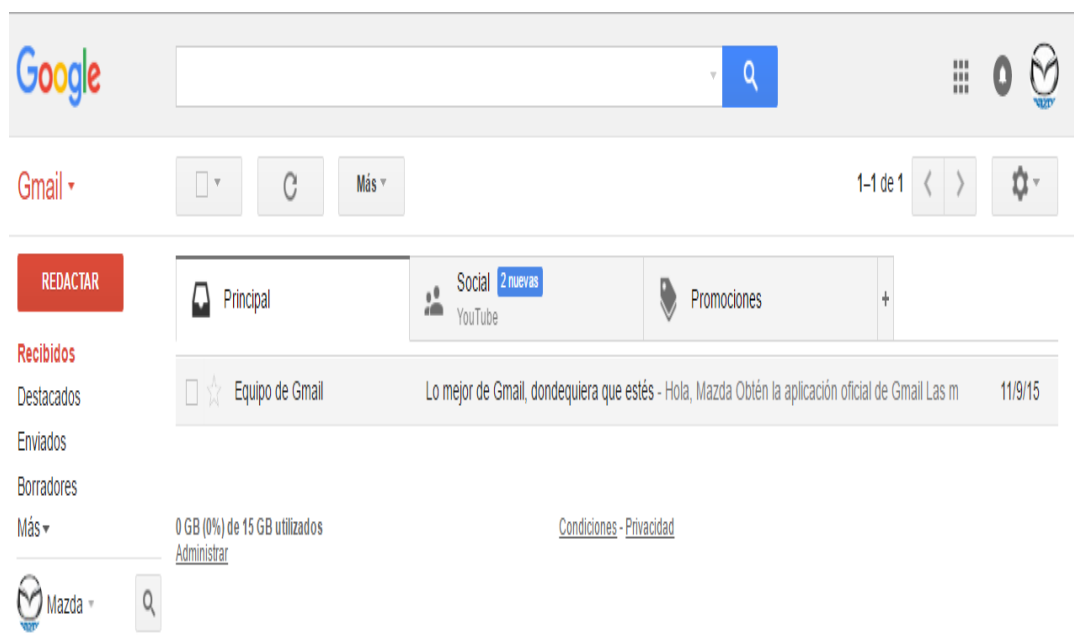 Google
Gmail
Más
1–1 de 1
REDACTAR
Principal
Social 2 nuevas
YouTube
Promociones
+
Recibidos
Destacados
Enviados
Borradores
Más
Equipo de Gmail Lo mejor de Gmail, dondequiera que estés - Hola, Mazda Obtén la aplicación oficial de Gmail Las m 11/9/15
0 GB (0%) de 15 GB utilizados
Administrar
Condiciones - Privacidad
Mazda